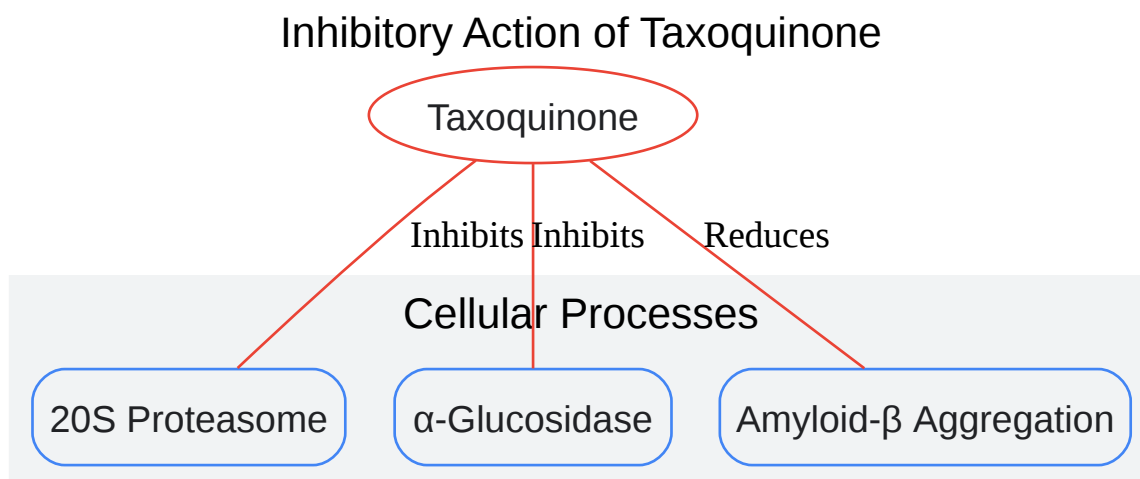 Inhibitory Action of Taxoquinone
Taxoquinone
Inhibits Inhibits Reduces
Cellular Processes
20S Proteasome α-Glucosidase Amyloid-β Aggregation